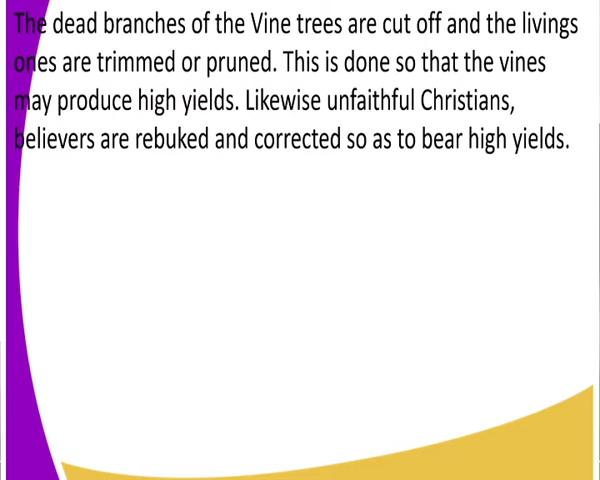 The dead branches of the Vine trees are cut off and the livings
ones are trimmed or pruned. This is done so that the vines
may produce high yields. Likewise unfaithful Christians,
believers are rebuked and corrected so as to bear high yields.